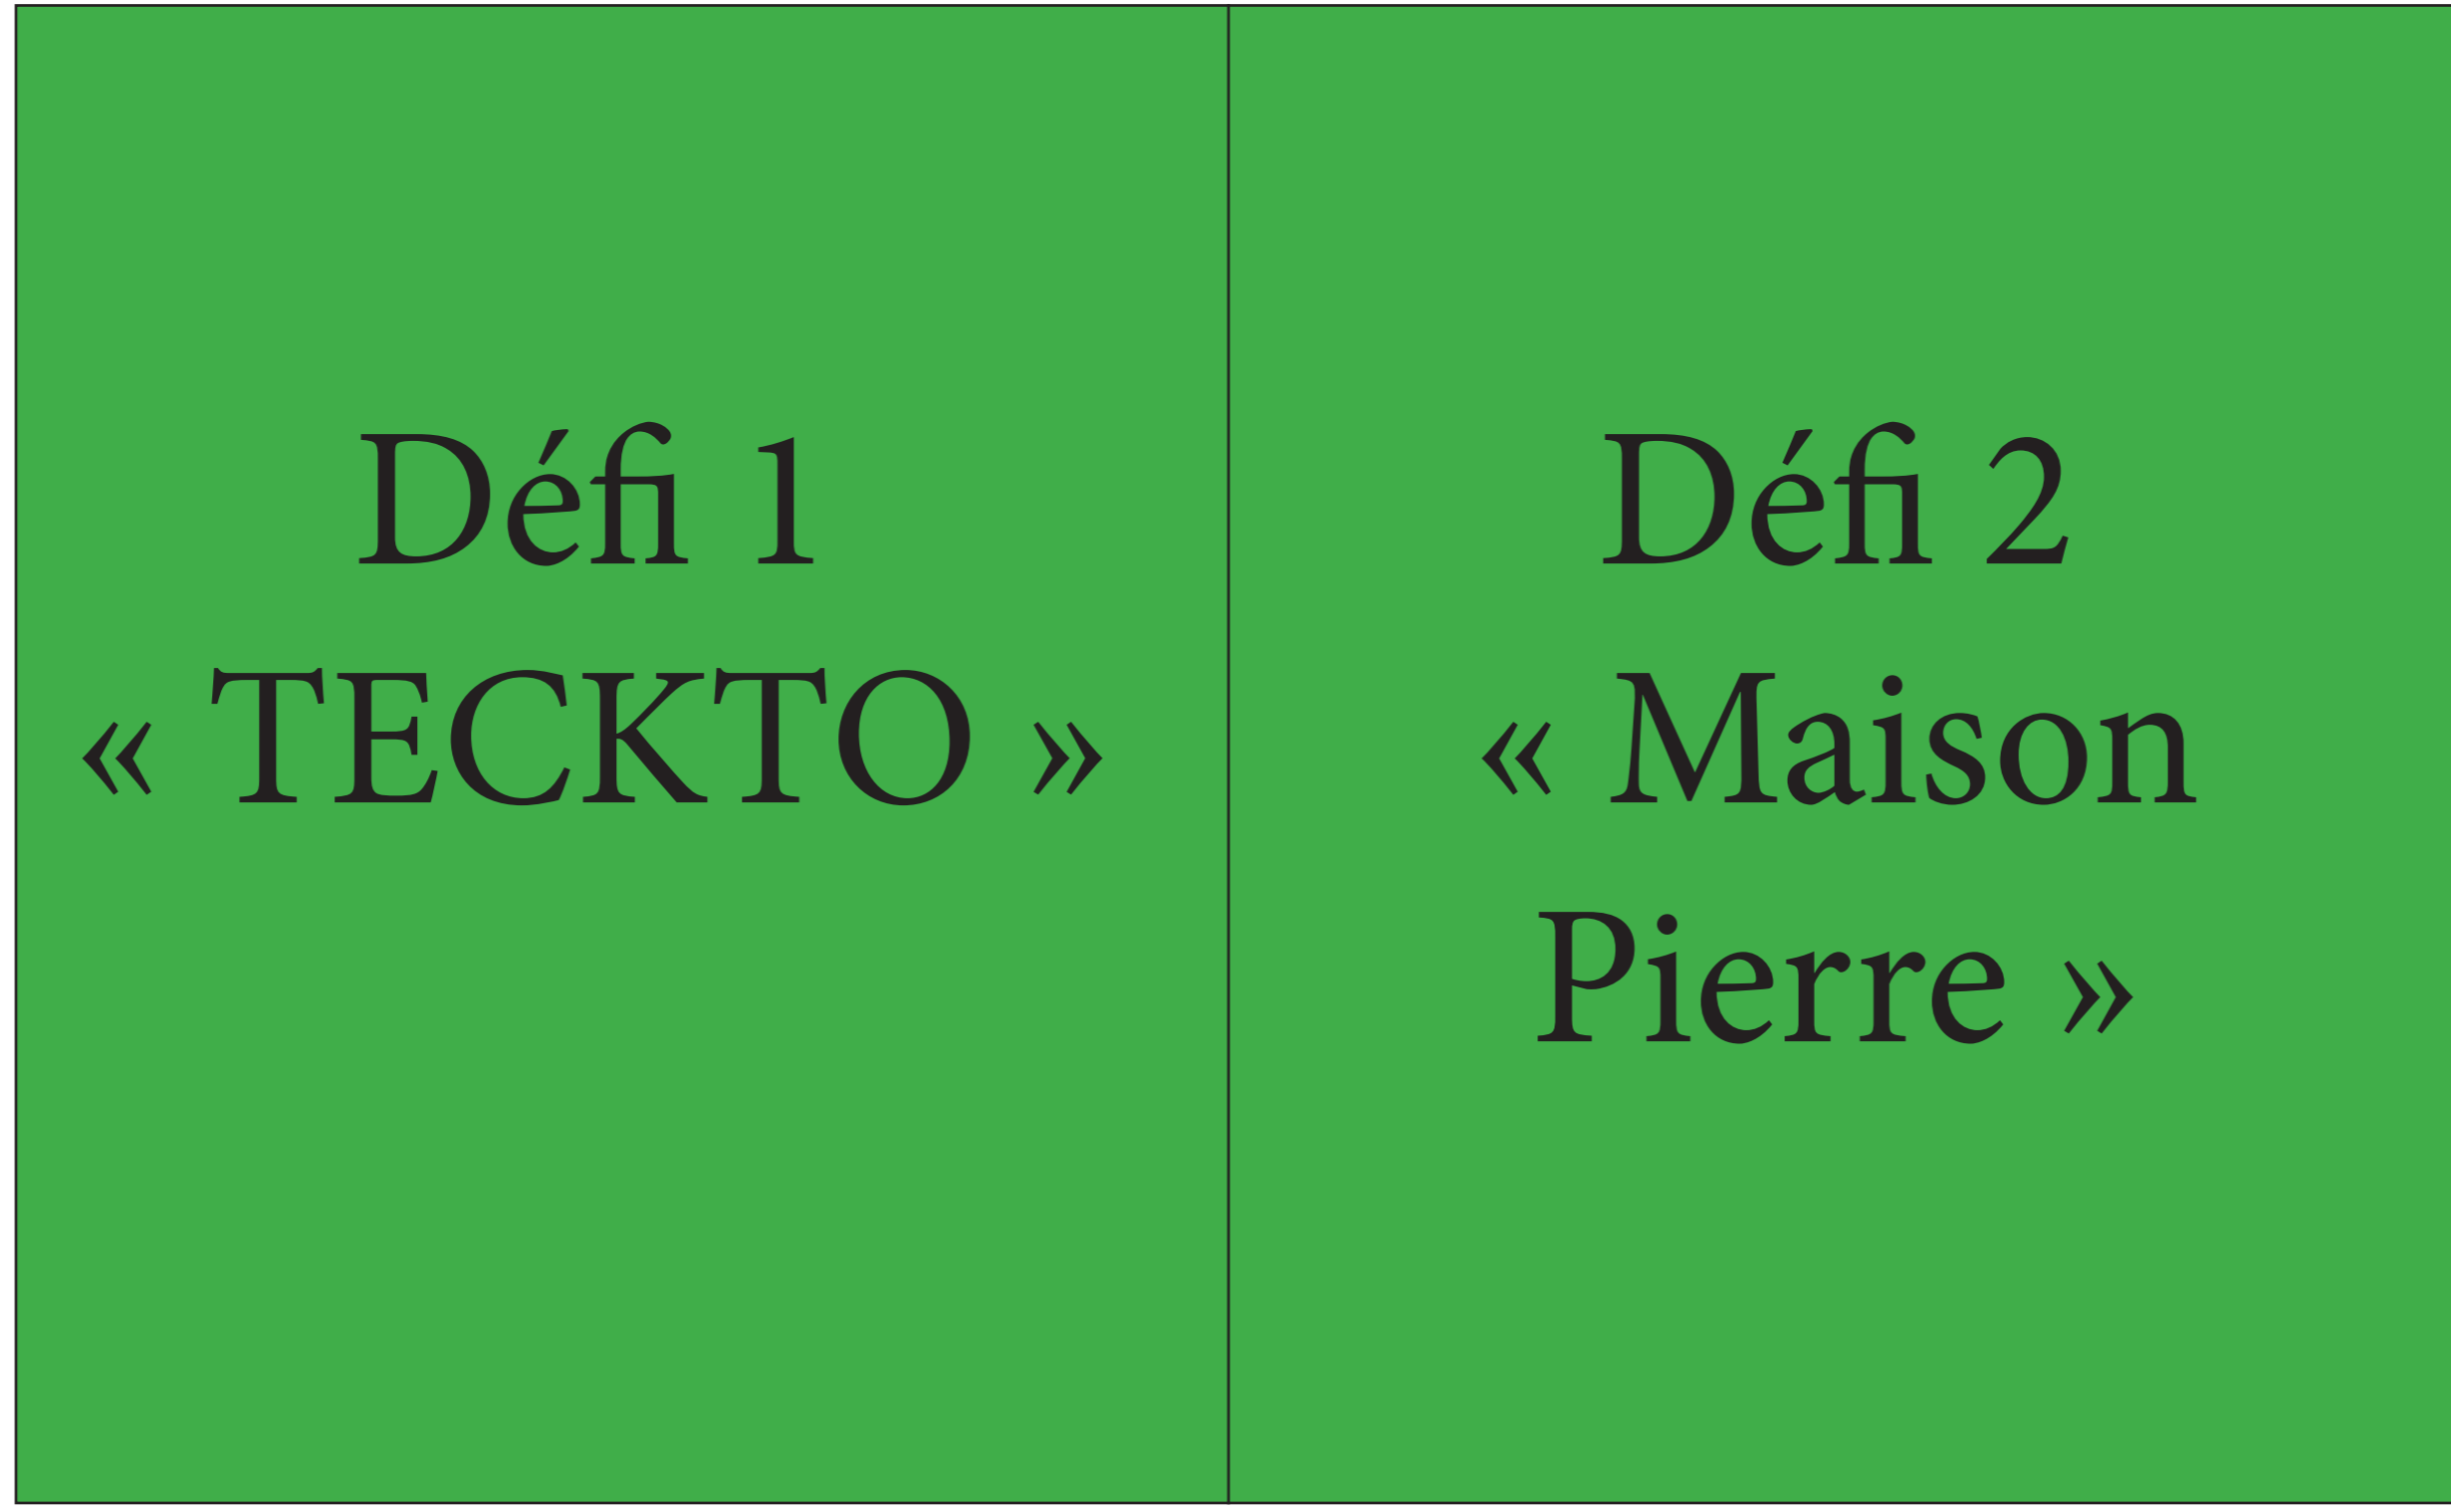 Défi 1
« TECKTO »
Défi 2
« Maison
Pierre »